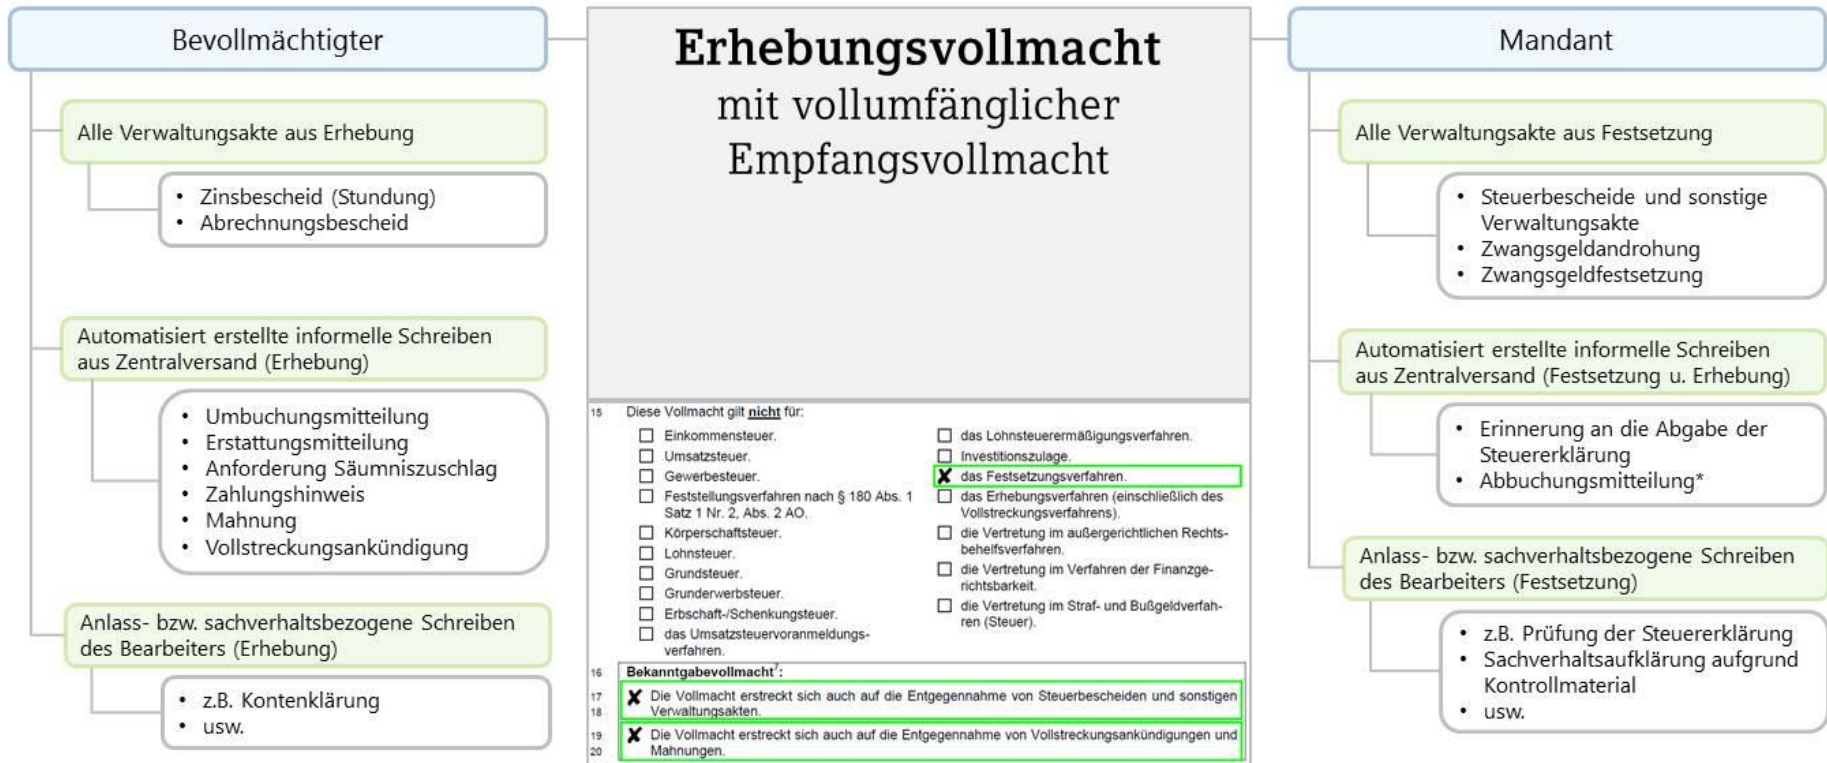 Bevollmächtigter
Alle Verwaltungsakte aus Erhebung
• Zinsbescheid (Stundung)
• Abrechnungsbescheid
Automatisiert erstellte informelle Schreiben
aus Zentralversand (Erhebung)
• Umbuchungsmitteilung
• Erstattungsmitteilung
• Anforderung Säumniszuschlag
• Zahlungshinweis
• Mahnung
• Vollstreckungsankündigung
Anlass- bzw. sachverhaltsbezogene Schreiben
des Bearbeiters (Erhebung)
• z.B. Kontenklärung
• usw.
Erhebungsvollmacht
mit vollumfänglicher
Empfangsvollmacht
15 Diese Vollmacht gilt nicht für:
Einkommensteuer.
Umsatzsteuer.
Gewerbesteuer.
Feststellungsverfahren nach § 180 Abs. 1
Satz 1 Nr. 2, Abs. 2 AO.
Körperschaftsteuer.
Lohnsteuer.
Grundsteuer.
Grunderwerbsteuer.
Erbschaft-/Schenkungsteuer.
das Umsatzsteuervoranmeldungs-
verfahren.
das Lohnsteuerermäßigungsverfahren.
Investitionszulage.
✘ das Festsetzungsverfahren.
das Erhebungsverfahren (einschließlich des
Vollstreckungsverfahrens).
die Vertretung im außergerichtlichen Rechts-
behelfsverfahren.
die Vertretung im Verfahren der Finanzge-
richtsbarkeit.
die Vertretung im Straf- und Bußgeldverfah-
ren (Steuer).
16 Bekanntgabevollmacht⁷:
17 ✘ Die Vollmacht erstreckt sich auch auf die Entgegennahme von Steuerbescheiden und sonstigen
18 Verwaltungsakten.
19 ✘ Die Vollmacht erstreckt sich auch auf die Entgegennahme von Vollstreckungsankündigungen und
20 Mahnungen.
Mandant
Alle Verwaltungsakte aus Festsetzung
• Steuerbescheide und sonstige
Verwaltungsakte
• Zwangsgeldandrohung
• Zwangsgeldfestsetzung
Automatisiert erstellte informelle Schreiben
aus Zentralversand (Festsetzung u. Erhebung)
• Erinnerung an die Abgabe der
Steuererklärung
• Abbuchungsmitteilung*
Anlass- bzw. sachverhaltsbezogene Schreiben
des Bearbeiters (Festsetzung)
• z.B. Prüfung der Steuererklärung
• Sachverhaltsaufklärung aufgrund
Kontrollmaterial
• usw.